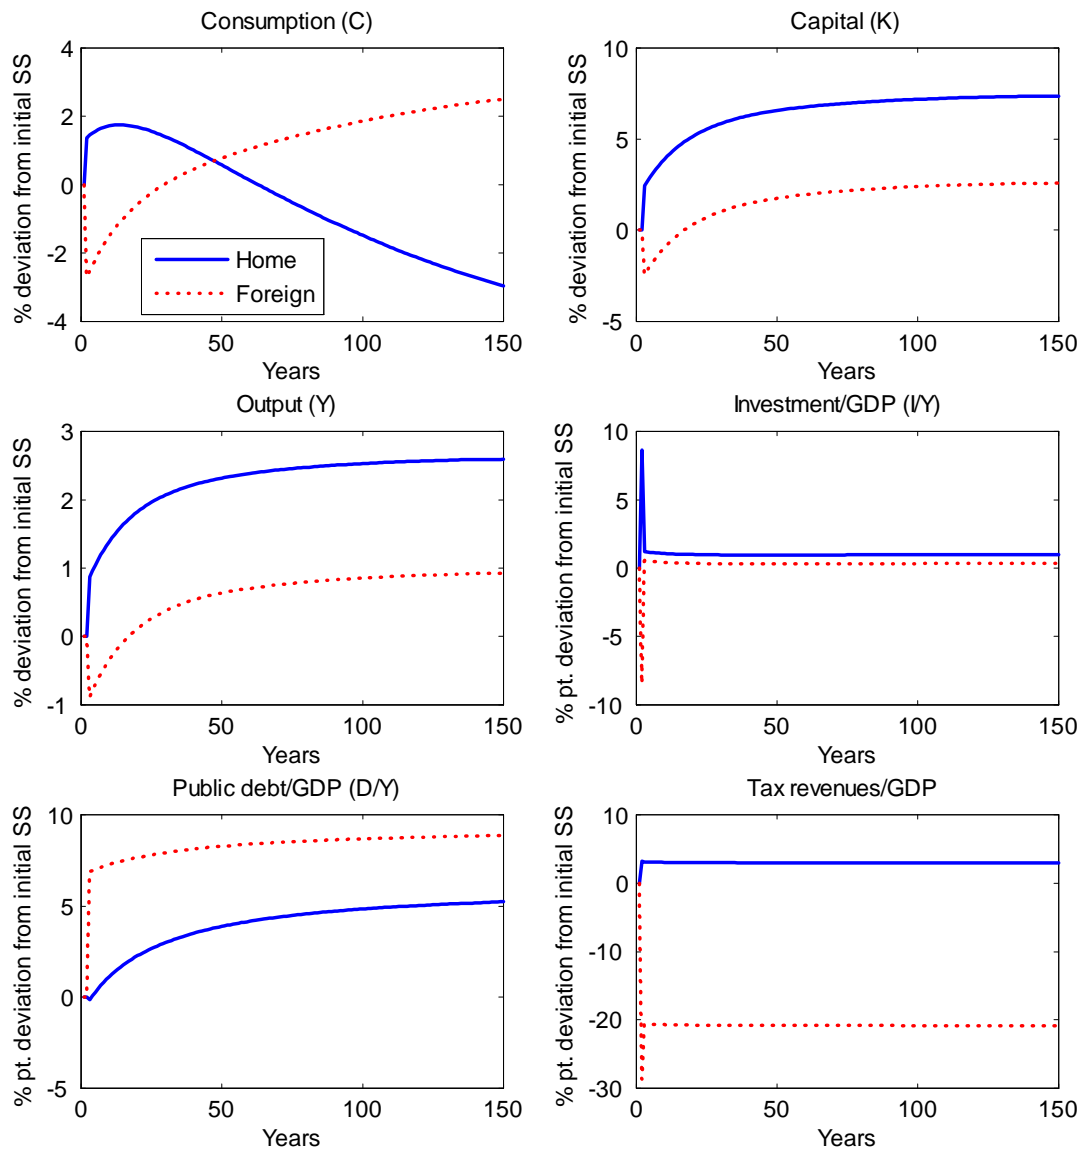 Consumption (C)
% deviation from initial SS
4
2
0
-2
-4
Home
Foreign
0
50
100
150
Years
Capital (K)
% deviation from initial SS
10
5
0
-5
0
50
100
150
Years
Output (Y)
% deviation from initial SS
3
2
1
0
-1
0
50
100
150
Years
Investment/GDP (I/Y)
% pt. deviation from initial SS
10
5
0
-5
-10
0
50
100
150
Years
Public debt/GDP (D/Y)
% pt. deviation from initial SS
10
5
0
-5
0
50
100
150
Years
Tax revenues/GDP
% pt. deviation from initial SS
10
0
-10
-20
-30
0
50
100
150
Years